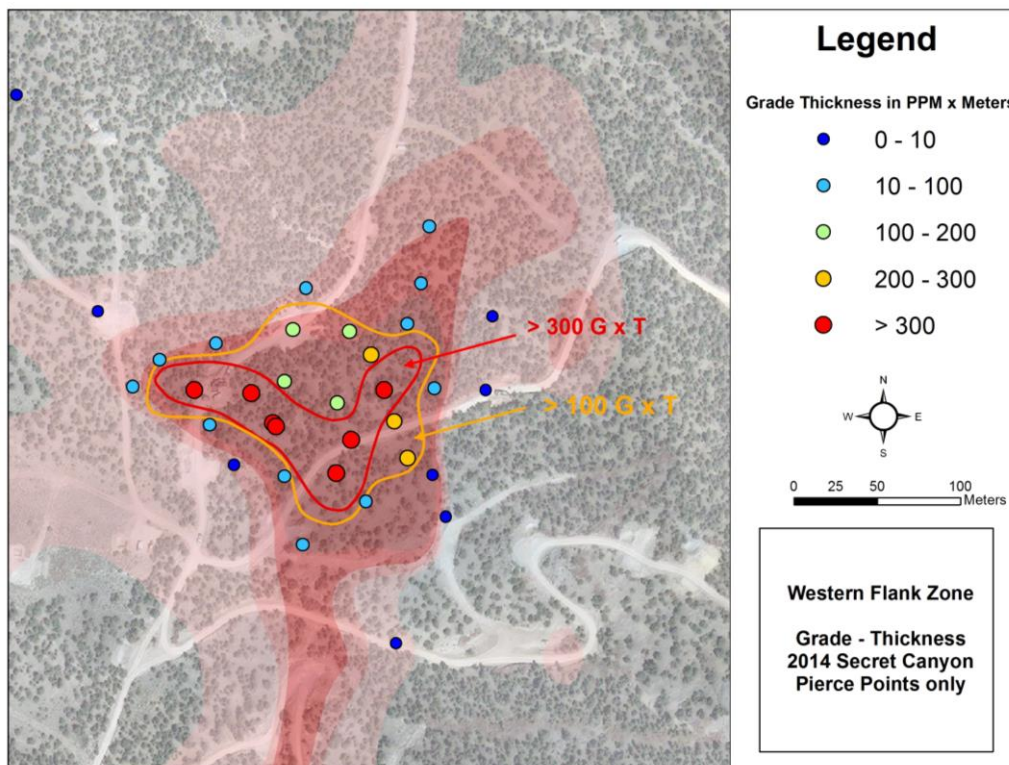 Legend
Grade Thickness in PPM x Meters
0 - 10
10 - 100
100 - 200
200 - 300
> 300
> 300 G x T
> 100 G x T
N
W E
S
0 25 50 100
Meters
Western Flank Zone
Grade - Thickness
2014 Secret Canyon
Pierce Points only